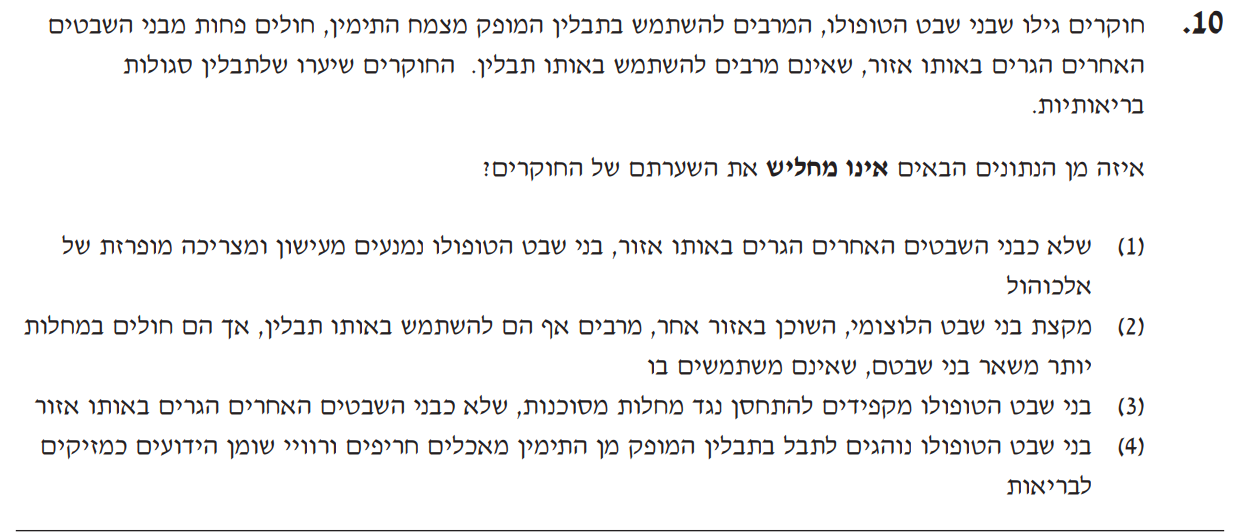 10. חוקרים גילו שבני שבט הטופולו, המרבים להשתמש בתבלין המופק מצמח התימין, חולים פחות מבני השבטים
האחרים הגרים באותו אזור, שאינם מרבים להשתמש באותו תבלין. החוקרים שיערו שלתבלין סגולות
בריאותיות.
איזה מן הנתונים הבאים אינו מחליש את השערתם של החוקרים?
(1) שלא כבני השבטים האחרים הגרים באותו אזור, בני שבט הטופולו נמנעים מעישון ומצריכה מופרזת של
אלכוהול
(2) מקצת בני שבט הלוצומי, השוכן באזור אחר, מרבים אף הם להשתמש באותו תבלין, אך הם חולים במחלות
יותר משאר בני שבטם, שאינם משתמשים בו
(3) בני שבט הטופולו מקפידים להתחסן נגד מחלות מסוכנות, שלא כבני השבטים האחרים הגרים באותו אזור
(4) בני שבט הטופולו נוהגים לתבל בתבלין המופק מן התימין מאכלים חריפים ורוויי שומן הידועים כמזיקים
לבריאות